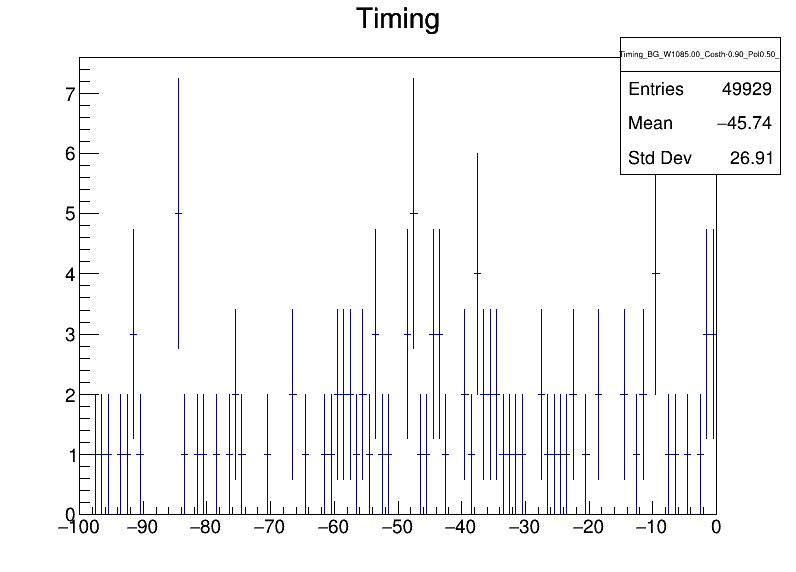 Timing
Timing_BG_W1085.00_Costh-0.90_Pol0.50_
Entries 49929
Mean −45.74
Std Dev 26.91
7
6
5
4
3
2
1
0
−100 −90 −80 −70 −60 −50 −40 −30 −20 −10 0